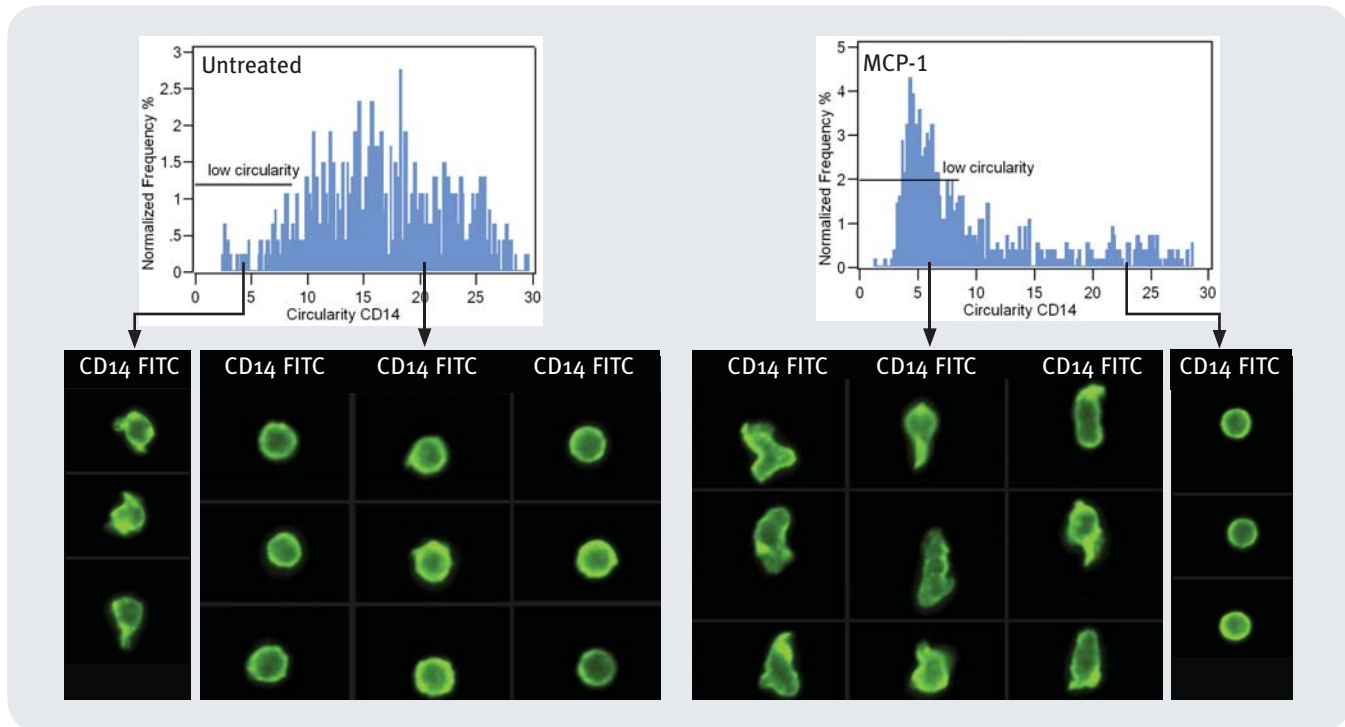 Untreated
Normalized Frequency %
3
2.5
2
1.5
1
.5
0
low circularity
0 5 10 15 20 25 30
Circularity CD14
MCP-1
Normalized Frequency %
5
4
3
2
1
0
low circularity
0 5 10 15 20 25 30
Circularity CD14
CD14 FITC
CD14 FITC CD14 FITC CD14 FITC
CD14 FITC CD14 FITC CD14 FITC
CD14 FITC